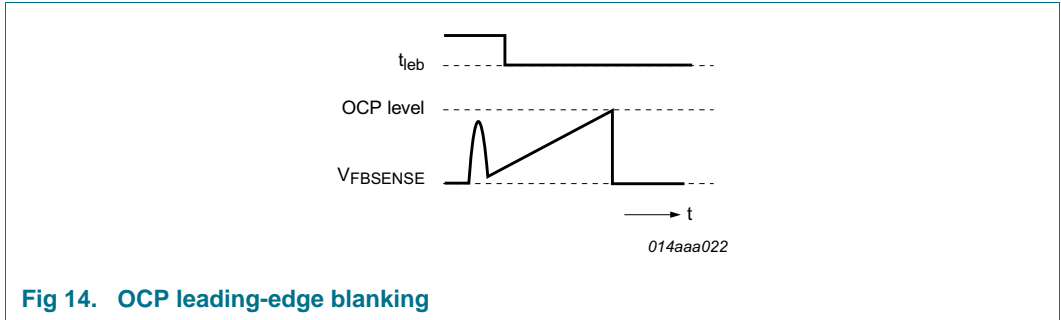 tleb
OCP level
VFBSENSE
t
014aaa022
Fig 14. OCP leading-edge blanking